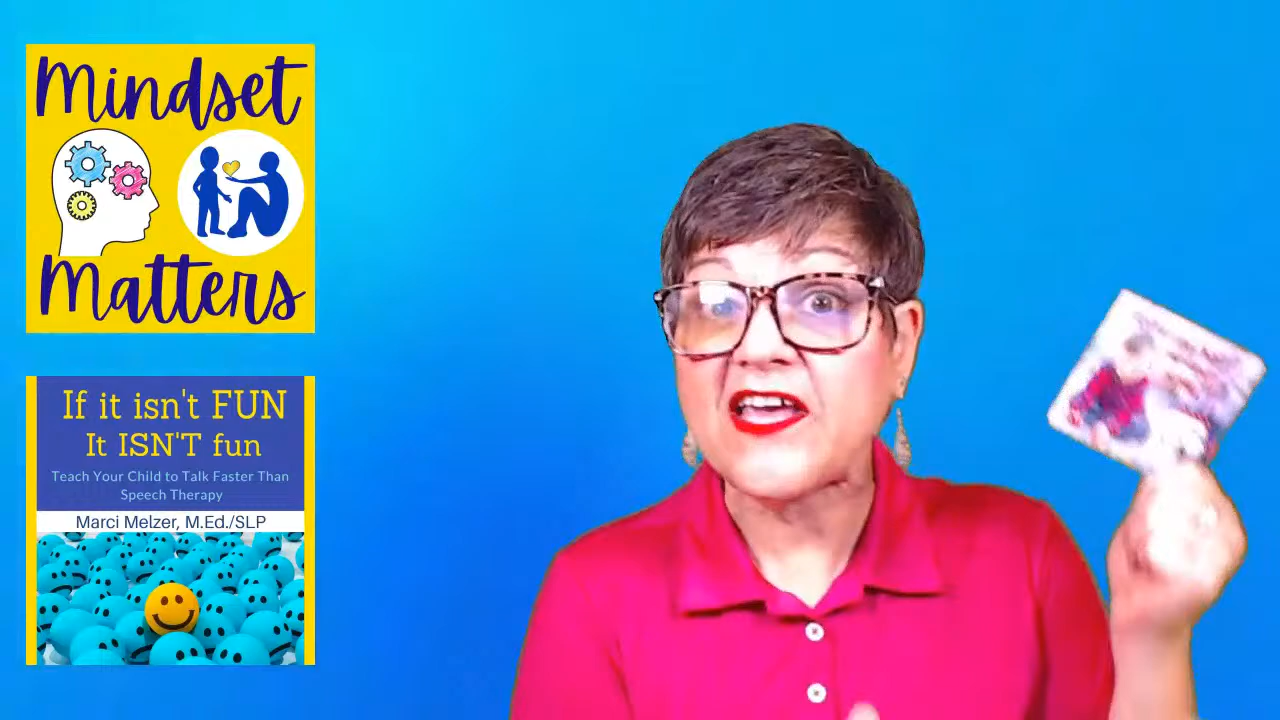 Mindset
Matters
If it isn't FUN
It ISN'T fun
Teach Your Child to Talk Faster Than
Speech Therapy
Marci Melzer, M.Ed./SLP